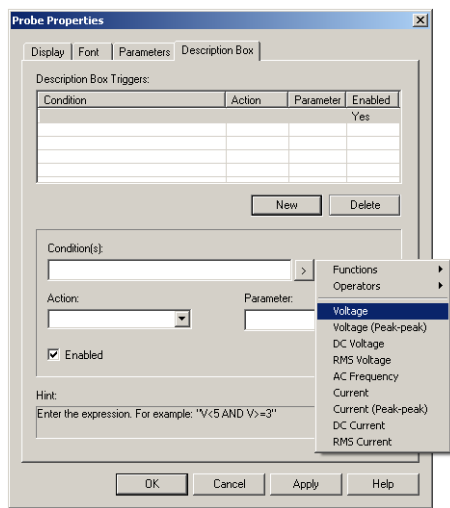 Probe Properties
Display Font Parameters Description Box
Description Box Triggers:
Condition Action Parameter Enabled
Yes
New Delete
Condition(s):
>
Functions
Operators
Action: Parameter:
Voltage
Voltage (Peak-peak)
DC Voltage
RMS Voltage
AC Frequency
Current
Current (Peak-peak)
DC Current
RMS Current
Enabled
Hint:
Enter the expression. For example: "V<5 AND V>=3"
OK Cancel Apply Help